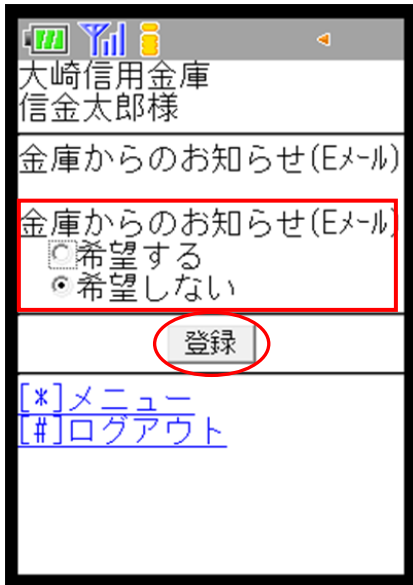 大崎信用金庫
信金太郎様
金庫からのお知らせ(Eメール)
金庫からのお知らせ(Eメール)
希望する
希望しない
登録
[*]メニュー
[#]ログアウト